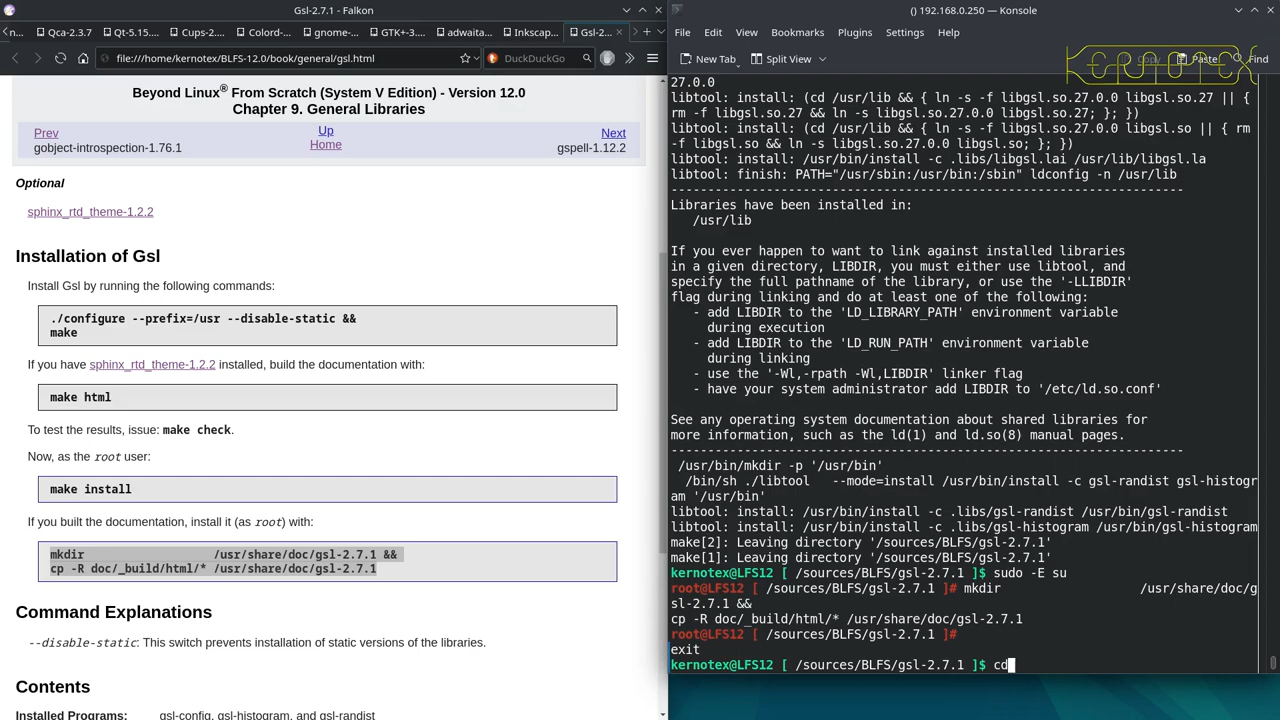 Gsl-2.7.1 — Falkon
n...
Qca-2.3.7
Qt-5.15....
Cups-2....
Colord-...
gnome-...
GTK+-3....
adwaita...
Inkscap...
Gsl-2...
file:///home/kernotex/BLFS-12.0/book/general/gsl.html
DuckDuckGo
Beyond Linux® From Scratch (System V Edition) - Version 12.0
Chapter 9. General Libraries
Prev
Up
Next
gobject-introspection-1.76.1
Home
gspell-1.12.2
Optional
sphinx_rtd_theme-1.2.2
Installation of Gsl
Install Gsl by running the following commands:
./configure --prefix=/usr --disable-static &&
make
If you have sphinx_rtd_theme-1.2.2 installed, build the documentation with:
make html
To test the results, issue: make check.
Now, as the root user:
make install
If you built the documentation, install it (as root) with:
mkdir                  /usr/share/doc/gsl-2.7.1 &&
cp -R doc/_build/html/* /usr/share/doc/gsl-2.7.1
Command Explanations
--disable-static: This switch prevents installation of static versions of the libraries.
Contents
Installed Programs: gsl-config, gsl-histogram, and gsl-randist
() 192.168.0.250 — Konsole
File Edit View Bookmarks Plugins Settings Help
New Tab Split View Copy Paste Find
KERNOTEX
27.0.0
libtool: install: (cd /usr/lib && { ln -s -f libgsl.so.27.0.0 libgsl.so.27 || {
rm -f libgsl.so.27 && ln -s libgsl.so.27.0.0 libgsl.so.27; }; })
libtool: install: (cd /usr/lib && { ln -s -f libgsl.so.27.0.0 libgsl.so || { rm
-f libgsl.so && ln -s libgsl.so.27.0.0 libgsl.so; }; })
libtool: install: /usr/bin/install -c .libs/libgsl.lai /usr/lib/libgsl.la
libtool: finish: PATH="/usr/sbin:/usr/bin:/sbin" ldconfig -n /usr/lib
----------------------------------------------------------------------
Libraries have been installed in:
   /usr/lib
If you ever happen to want to link against installed libraries
in a given directory, LIBDIR, you must either use libtool, and
specify the full pathname of the library, or use the '-LLIBDIR'
flag during linking and do at least one of the following:
   - add LIBDIR to the 'LD_LIBRARY_PATH' environment variable
     during execution
   - add LIBDIR to the 'LD_RUN_PATH' environment variable
     during linking
   - use the '-Wl,-rpath -Wl,LIBDIR' linker flag
   - have your system administrator add LIBDIR to '/etc/ld.so.conf'
See any operating system documentation about shared libraries for
more information, such as the ld(1) and ld.so(8) manual pages.
----------------------------------------------------------------------
 /usr/bin/mkdir -p '/usr/bin'
  /bin/sh ./libtool   --mode=install /usr/bin/install -c gsl-randist gsl-histogr
am '/usr/bin'
libtool: install: /usr/bin/install -c .libs/gsl-randist /usr/bin/gsl-randist
libtool: install: /usr/bin/install -c .libs/gsl-histogram /usr/bin/gsl-histogram
make[2]: Leaving directory '/sources/BLFS/gsl-2.7.1'
make[1]: Leaving directory '/sources/BLFS/gsl-2.7.1'
kernotex@LFS12 [ /sources/BLFS/gsl-2.7.1 ]$ sudo -E su
root@LFS12 [ /sources/BLFS/gsl-2.7.1 ]# mkdir                   /usr/share/doc/g
sl-2.7.1 &&
cp -R doc/_build/html/* /usr/share/doc/gsl-2.7.1
root@LFS12 [ /sources/BLFS/gsl-2.7.1 ]#
exit
kernotex@LFS12 [ /sources/BLFS/gsl-2.7.1 ]$ cd